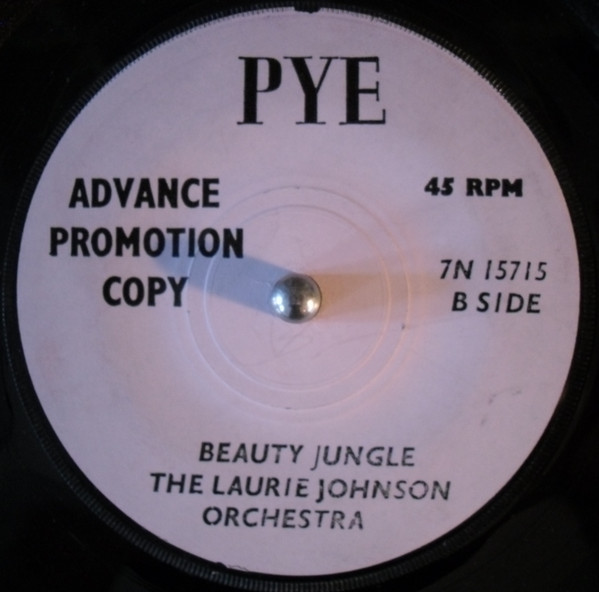 PYE
ADVANCE
PROMOTION
COPY
45 RPM
7N 15715
B SIDE
BEAUTY JUNGLE
THE LAURIE JOHNSON
ORCHESTRA